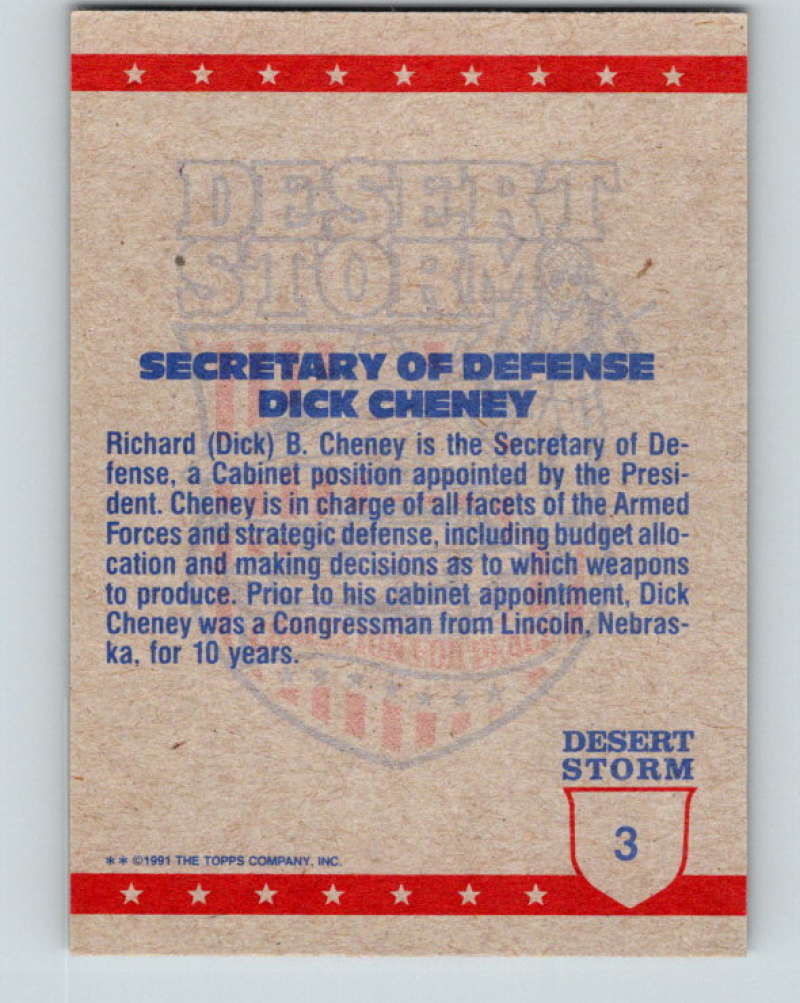 DESERT
STORM
SECRETARY OF DEFENSE
DICK CHENEY
Richard (Dick) B. Cheney is the Secretary of De-
fense, a Cabinet position appointed by the Presi-
dent. Cheney is in charge of all facets of the Armed
Forces and strategic defense, including budget allo-
cation and making decisions as to which weapons
to produce. Prior to his cabinet appointment, Dick
Cheney was a Congressman from Lincoln, Nebras-
ka, for 10 years.
DESERT
STORM
3
** ©1991 THE TOPPS COMPANY, INC.